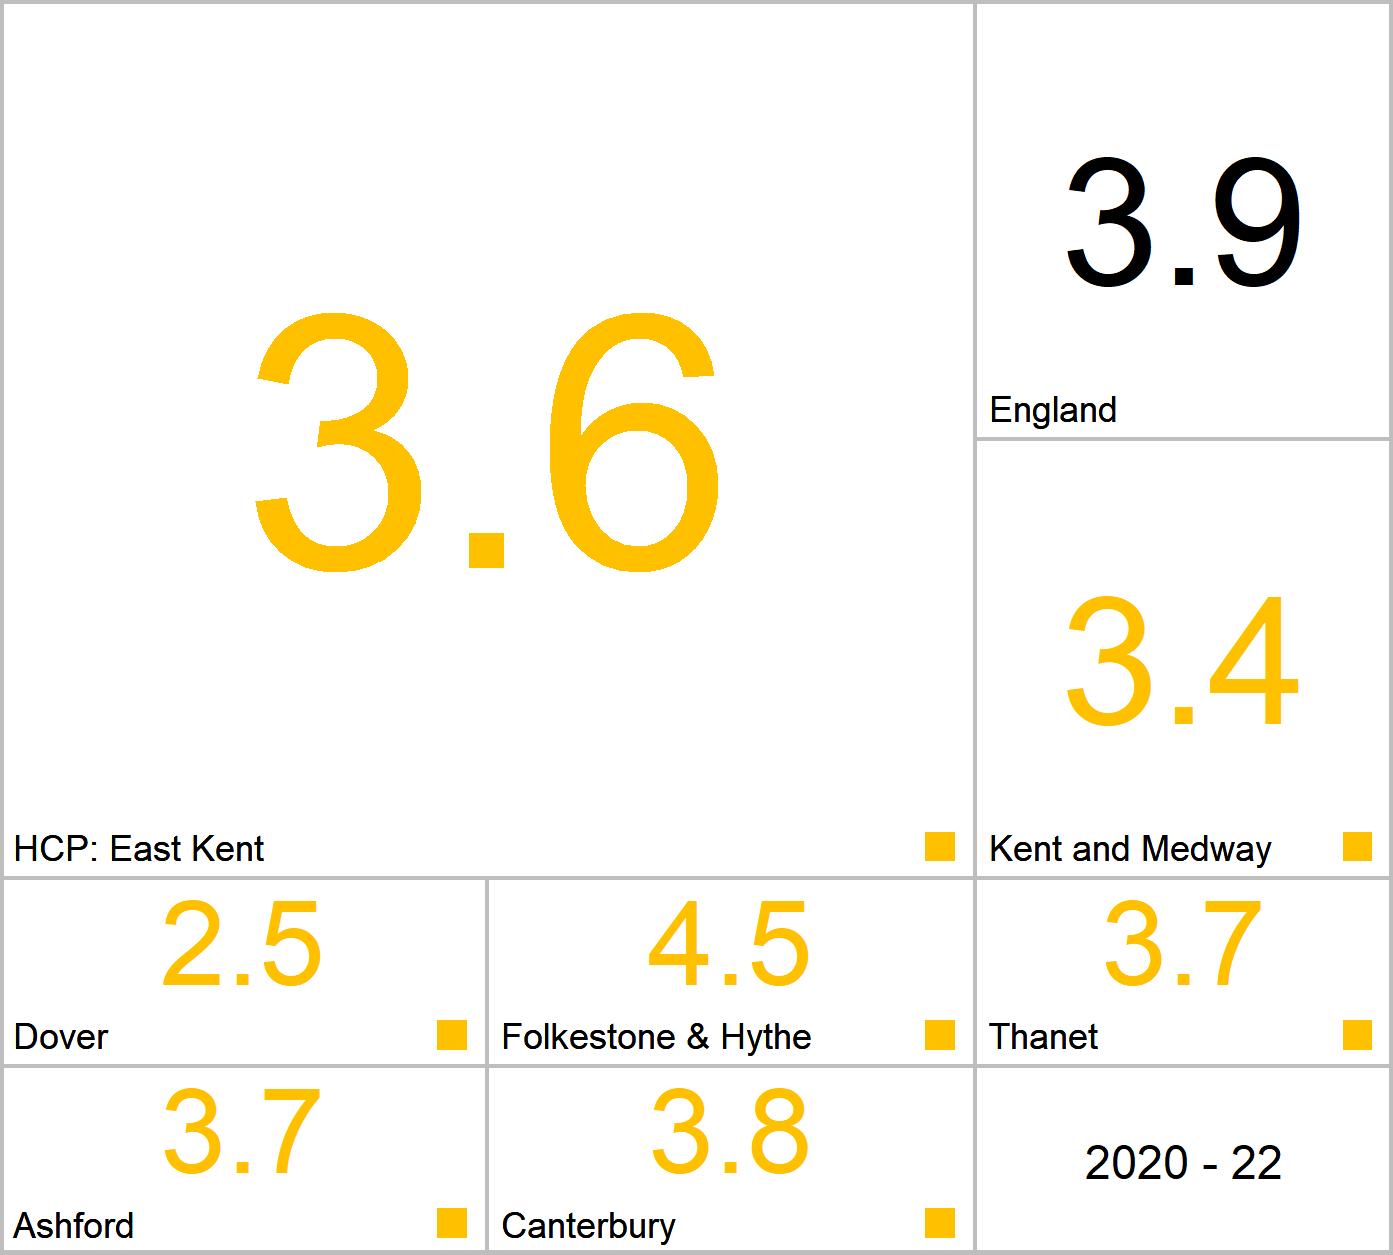 3.6
HCP: East Kent
3.9
England
3.4
Kent and Medway
2.5
Dover
4.5
Folkestone & Hythe
3.7
Thanet
3.7
Ashford
3.8
Canterbury
2020 - 22